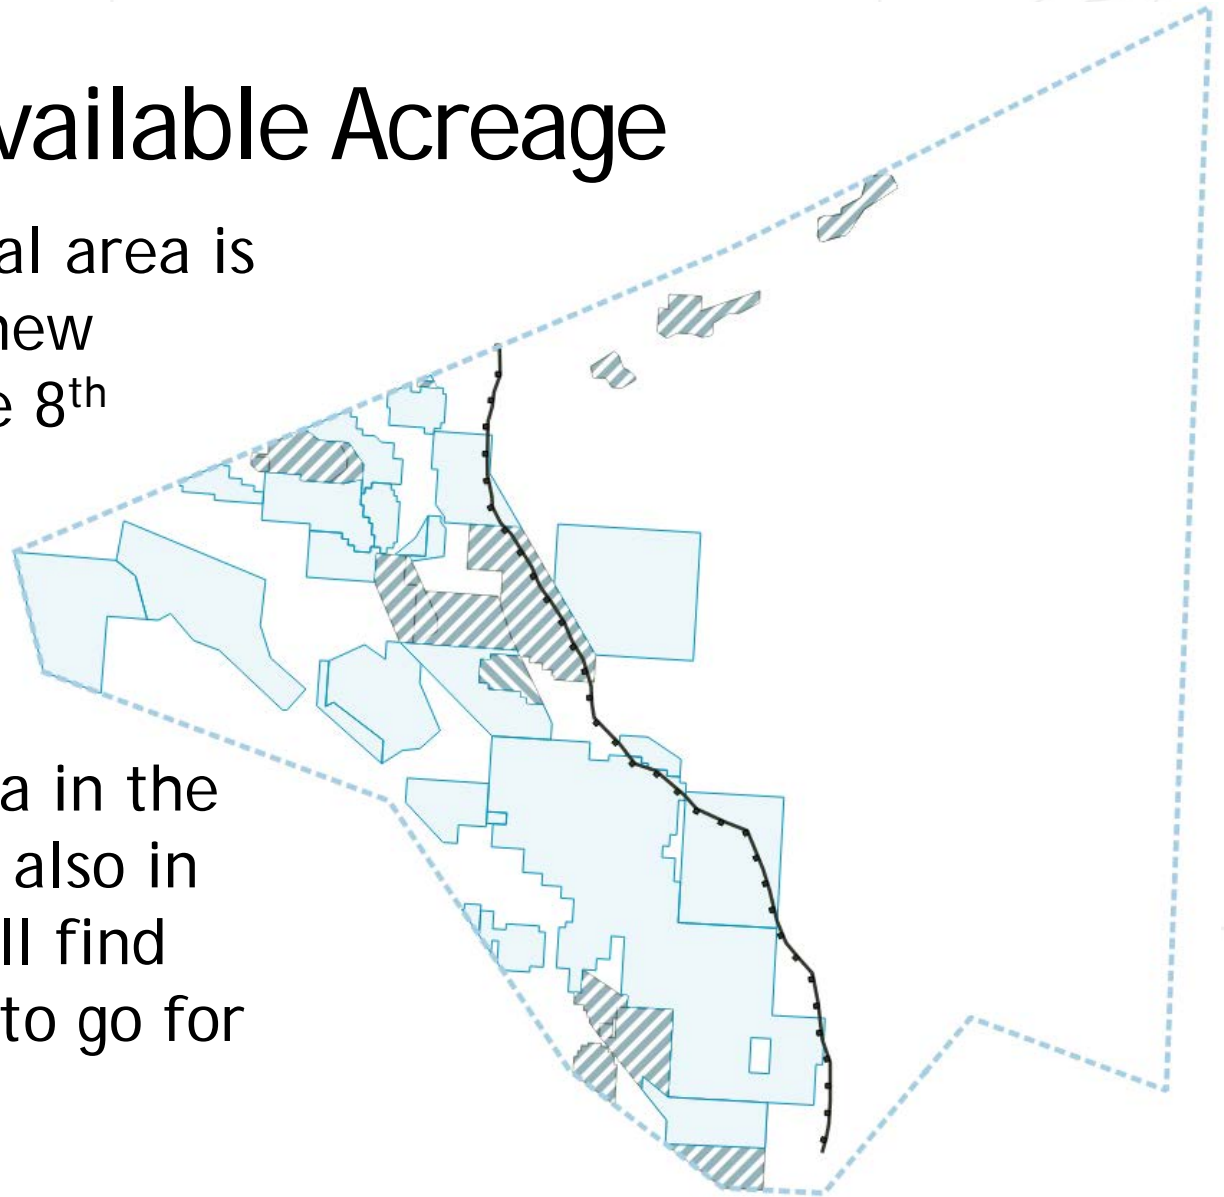 vailable Acreage
al area is
new
e 8th
a in the
also in
ll find
to go for